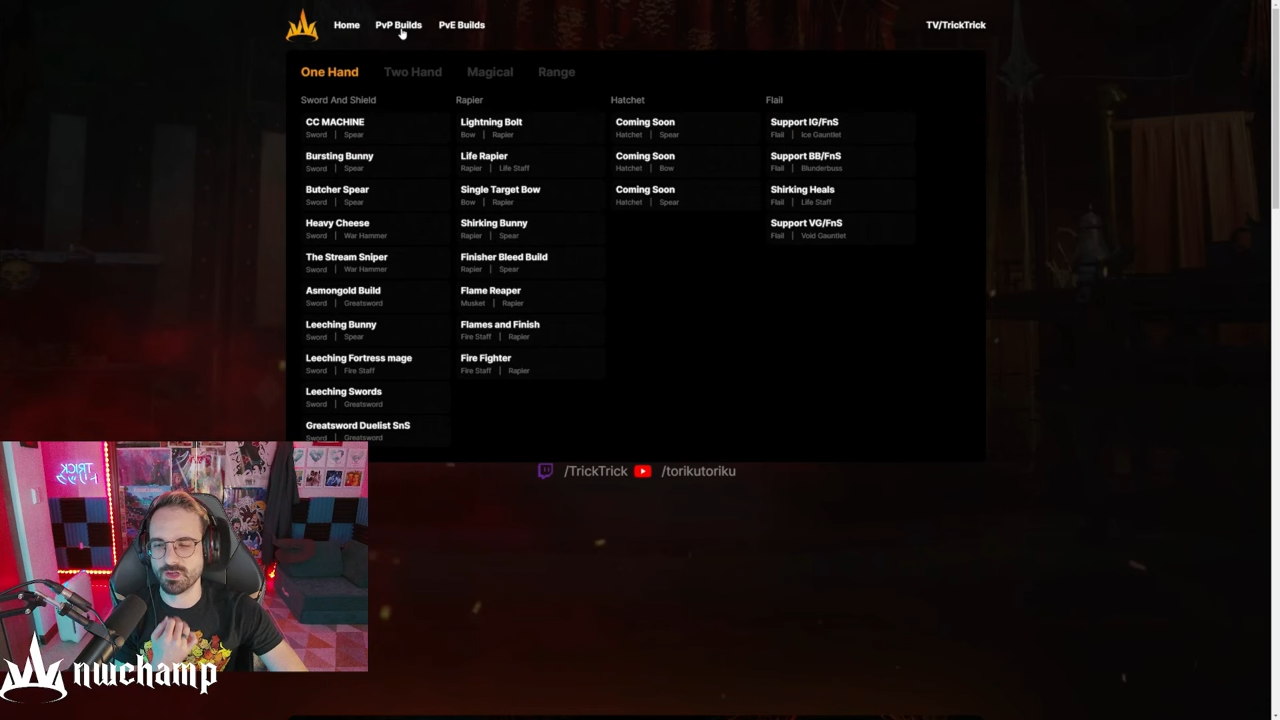 Home PvP Builds PvE Builds TV/TrickTrick
One Hand Two Hand Magical Range
Sword And Shield
CC MACHINE
Sword | Spear
Bursting Bunny
Sword | Spear
Butcher Spear
Sword | Spear
Heavy Cheese
Sword | War Hammer
The Stream Sniper
Sword | War Hammer
Asmongold Build
Sword | Greatsword
Leeching Bunny
Sword | Spear
Leeching Fortress mage
Sword | Fire Staff
Leeching Swords
Sword | Greatsword
Greatsword Duelist SnS
Sword | Greatsword
Rapier
Lightning Bolt
Bow | Rapier
Life Rapier
Rapier | Life Staff
Single Target Bow
Bow | Rapier
Shirking Bunny
Rapier | Spear
Finisher Bleed Build
Rapier | Spear
Flame Reaper
Musket | Rapier
Flames and Finish
Fire Staff | Rapier
Fire Fighter
Fire Staff | Rapier
Hatchet
Coming Soon
Hatchet | Spear
Coming Soon
Hatchet | Bow
Coming Soon
Hatchet | Spear
Flail
Support IG/FnS
Flail | Ice Gauntlet
Support BB/FnS
Flail | Blunderbuss
Shirking Heals
Flail | Life Staff
Support VG/FnS
Flail | Void Gauntlet
/TrickTrick /torikutoriku
TRICK
トリック
nwchamp